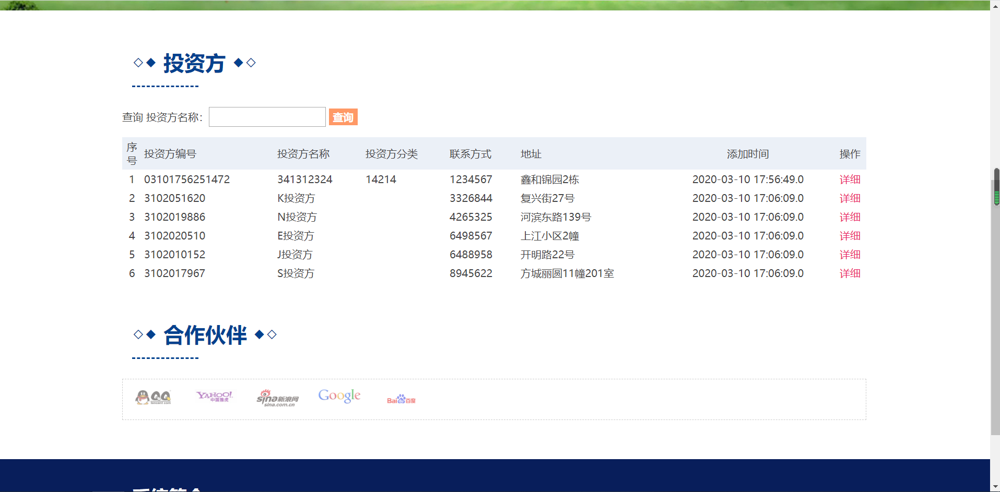 ◇◆ 投资方 ◆◇
查询 投资方名称: 查询
序号 投资方编号 投资方名称 投资方分类 联系方式 地址 添加时间 操作
1 03101756251472 341312324 14214 1234567 鑫和锦园2栋 2020-03-10 17:56:49.0 详细
2 3102051620 K投资方 3326844 复兴街27号 2020-03-10 17:06:09.0 详细
3 3102019886 N投资方 4265325 河滨东路139号 2020-03-10 17:06:09.0 详细
4 3102020510 E投资方 6498567 上江小区2幢 2020-03-10 17:06:09.0 详细
5 3102010152 J投资方 6488958 开明路22号 2020-03-10 17:06:09.0 详细
6 3102017967 S投资方 8945622 方城丽圆11幢201室 2020-03-10 17:06:09.0 详细
◇◆ 合作伙伴 ◆◇
QQ tencent.com YAHOO! 中国雅虎 sina新浪网 sina.com.cn Google Bai du 百度